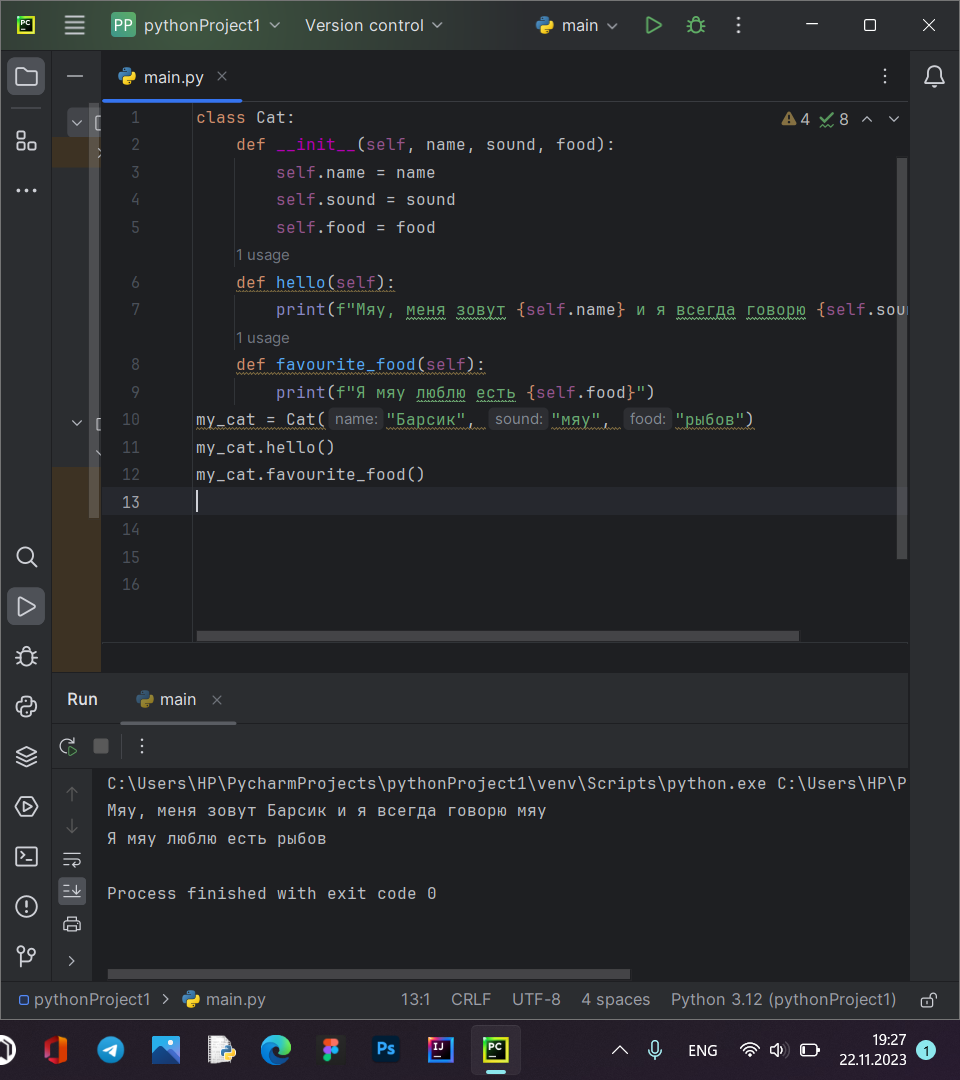 PC PP pythonProject1 Version control main
main.py
1 class Cat: 4 8
2 def __init__(self, name, sound, food):
3 self.name = name
4 self.sound = sound
5 self.food = food
1 usage
6 def hello(self):
7 print(f"Мяу, меня зовут {self.name} и я всегда говорю {self.sou
1 usage
8 def favourite_food(self):
9 print(f"Я мяу люблю есть {self.food}")
10 my_cat = Cat( name: "Барсик", sound: "мяу", food: "рыбов")
11 my_cat.hello()
12 my_cat.favourite_food()
13
14
15
16
Run main
C:\Users\HP\PycharmProjects\pythonProject1\venv\Scripts\python.exe C:\Users\HP\P
Мяу, меня зовут Барсик и я всегда говорю мяу
Я мяу люблю есть рыбов
Process finished with exit code 0
pythonProject1 main.py 13:1 CRLF UTF-8 4 spaces Python 3.12 (pythonProject1)
Ps IJ PC ENG 19:27 1
22.11.2023